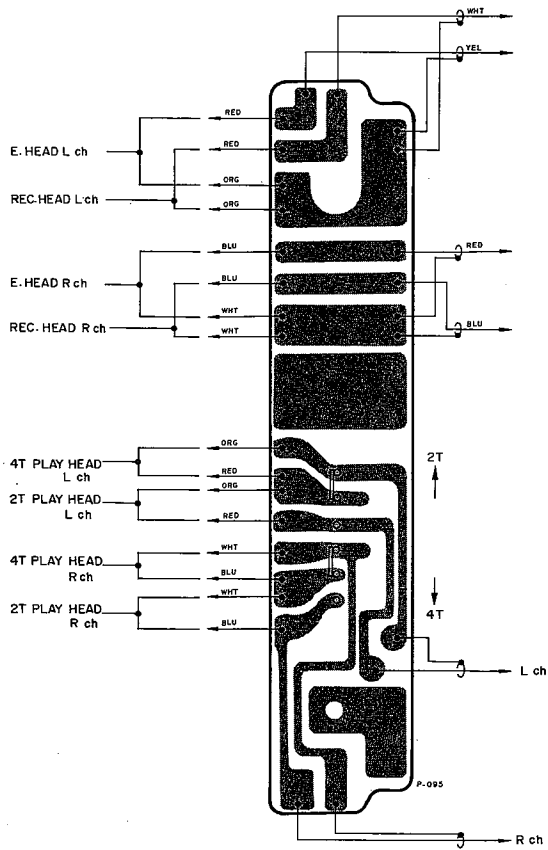 WHT
YEL
RED
E. HEAD L ch
RED
REC. HEAD L ch
ORG
ORG
BLU
RED
E. HEAD R ch
BLU
WHT
BLU
REC. HEAD R ch
WHT
ORG
4T PLAY HEAD
L ch
RED
2T
ORG
2T PLAY HEAD
L ch
RED
WHT
4T PLAY HEAD
R ch
BLU
WHT
4T
2T PLAY HEAD
R ch
BLU
L ch
P-095
R ch